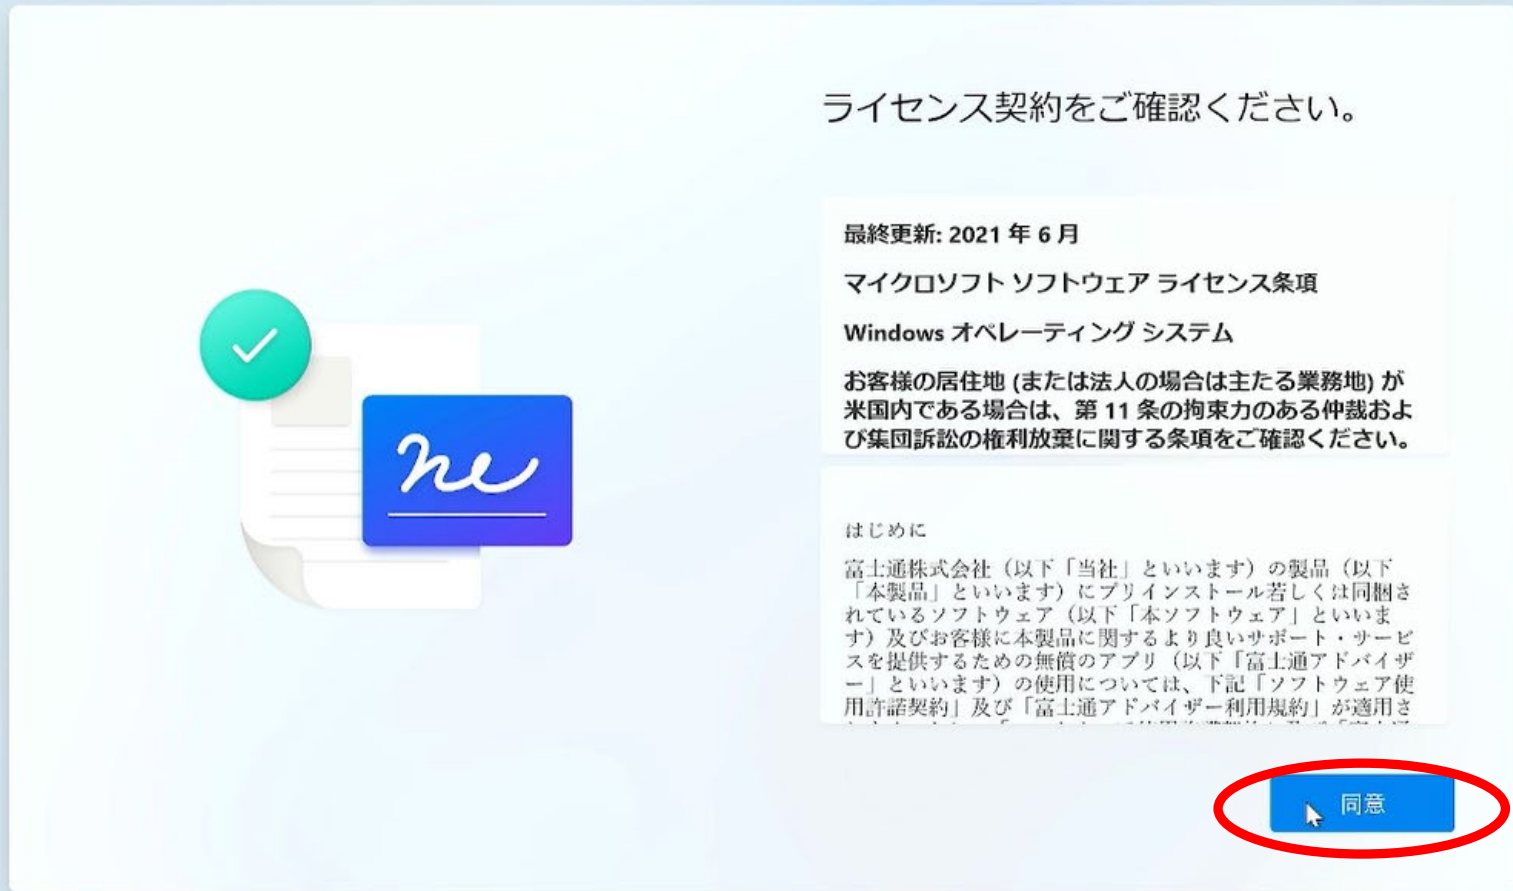 ライセンス契約をご確認ください。
最終更新: 2021 年 6 月
マイクロソフト ソフトウェア ライセンス条項
Windows オペレーティング システム
お客様の居住地 (または法人の場合は主たる業務地) が
米国内である場合は、第 11 条の拘束力のある仲裁およ
び集団訴訟の権利放棄に関する条項をご確認ください。
はじめに
富士通株式会社（以下「当社」といいます）の製品（以下
「本製品」といいます）にプリインストール若しくは同梱さ
れているソフトウェア（以下「本ソフトウェア」といいま
す）及びお客様に本製品に関するより良いサポート・サービ
スを提供するための無償のアプリ（以下「富士通アドバイザ
ー」といいます）の使用については、下記「ソフトウェア使
用許諾契約」及び「富士通アドバイザー利用規約」が適用さ
同意